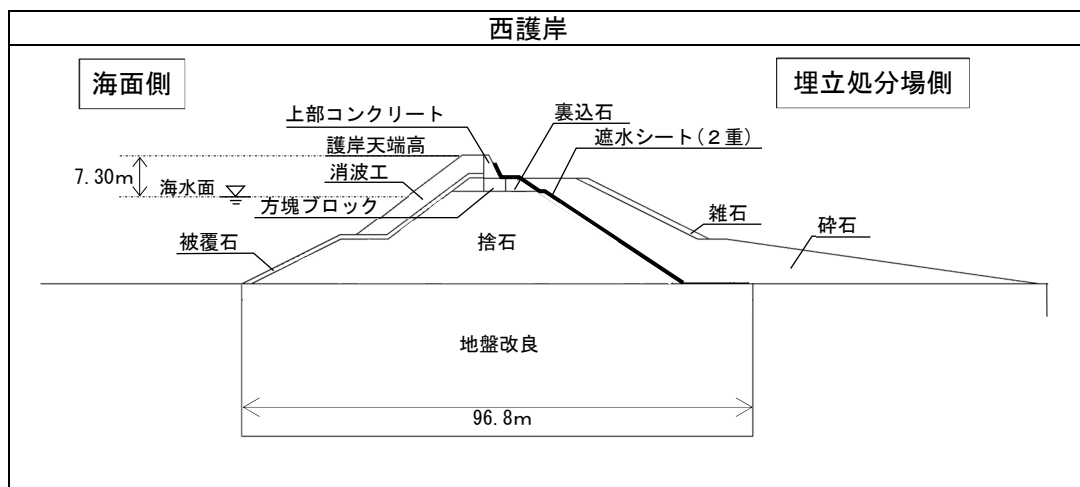 西護岸
海面側
埋立処分場側
上部コンクリート
裏込石
護岸天端高
遮水シート(2重)
7.30m
消波工
海水面
方塊ブロック
雑石
被覆石
捨石
砕石
地盤改良
96.8m